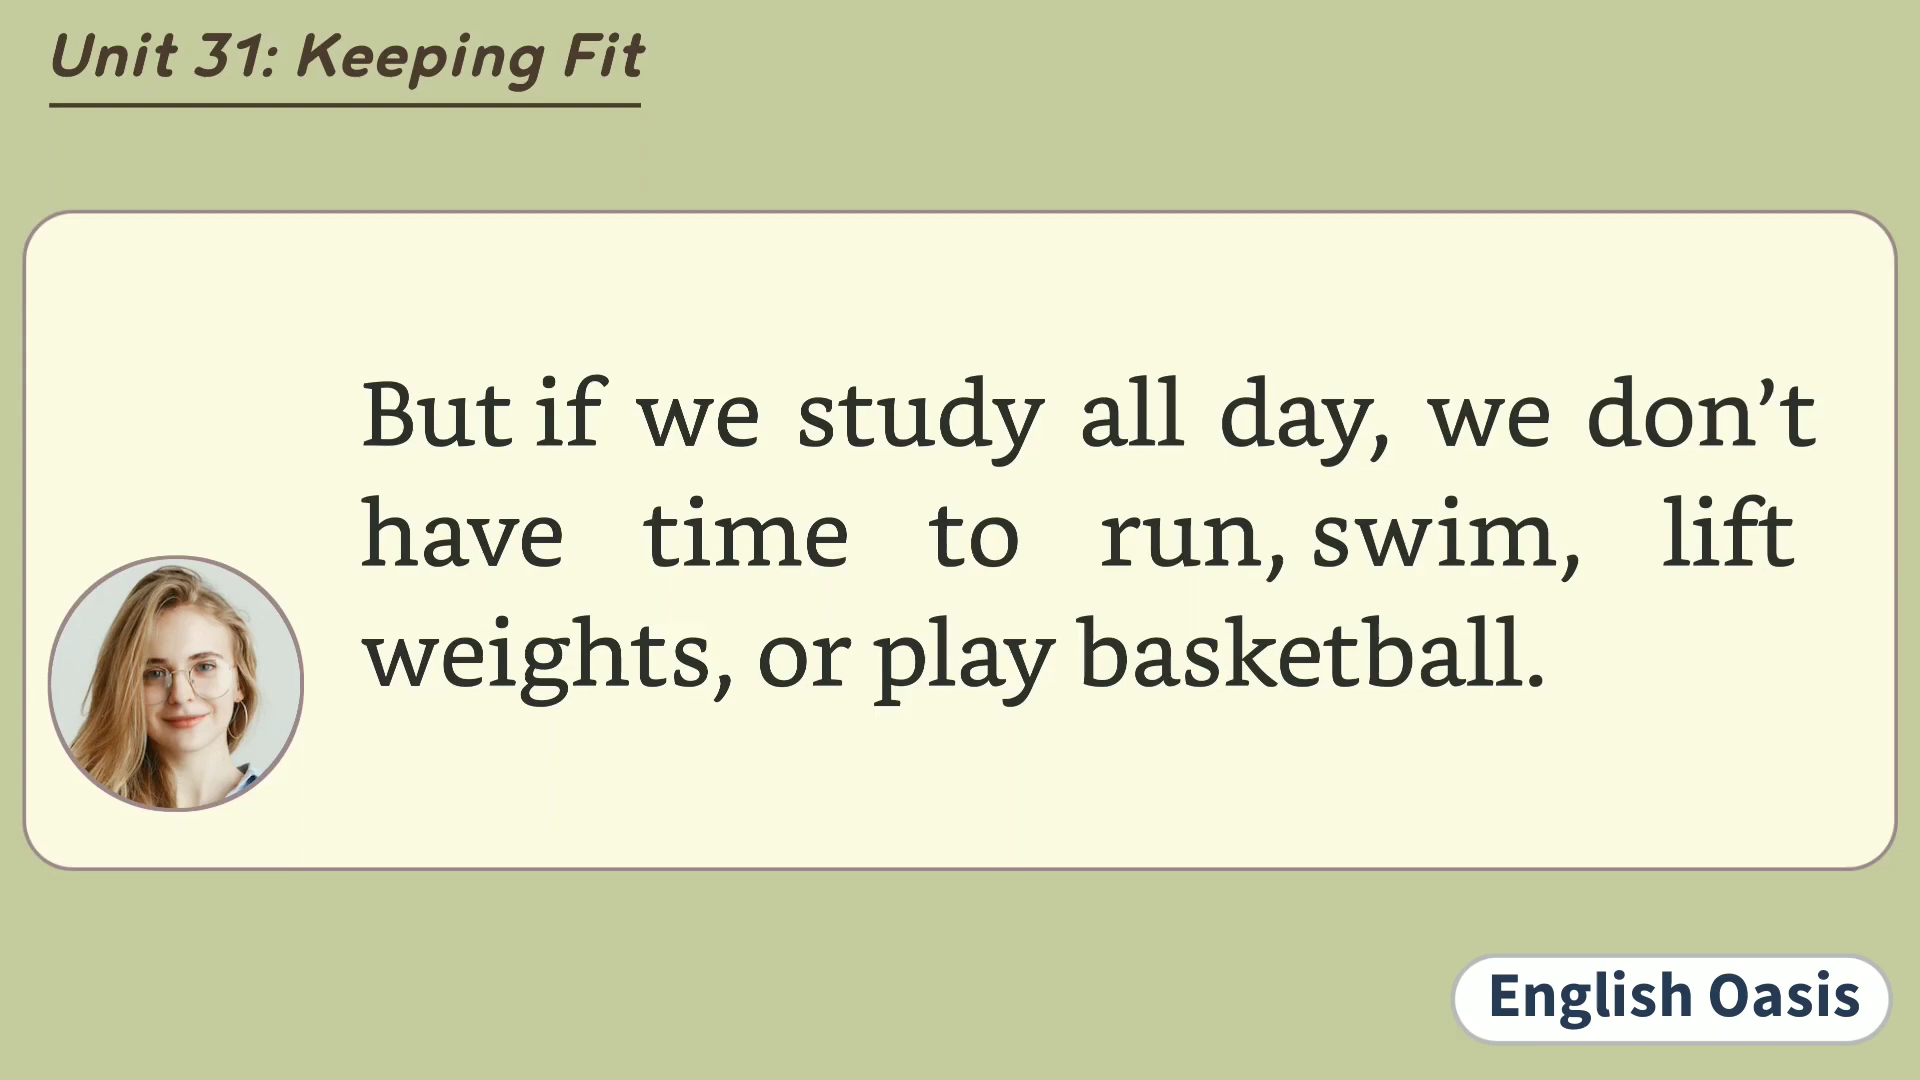 Unit 31: Keeping Fit
But if we study all day, we don’t
have time to run, swim, lift
weights, or play basketball.
English Oasis